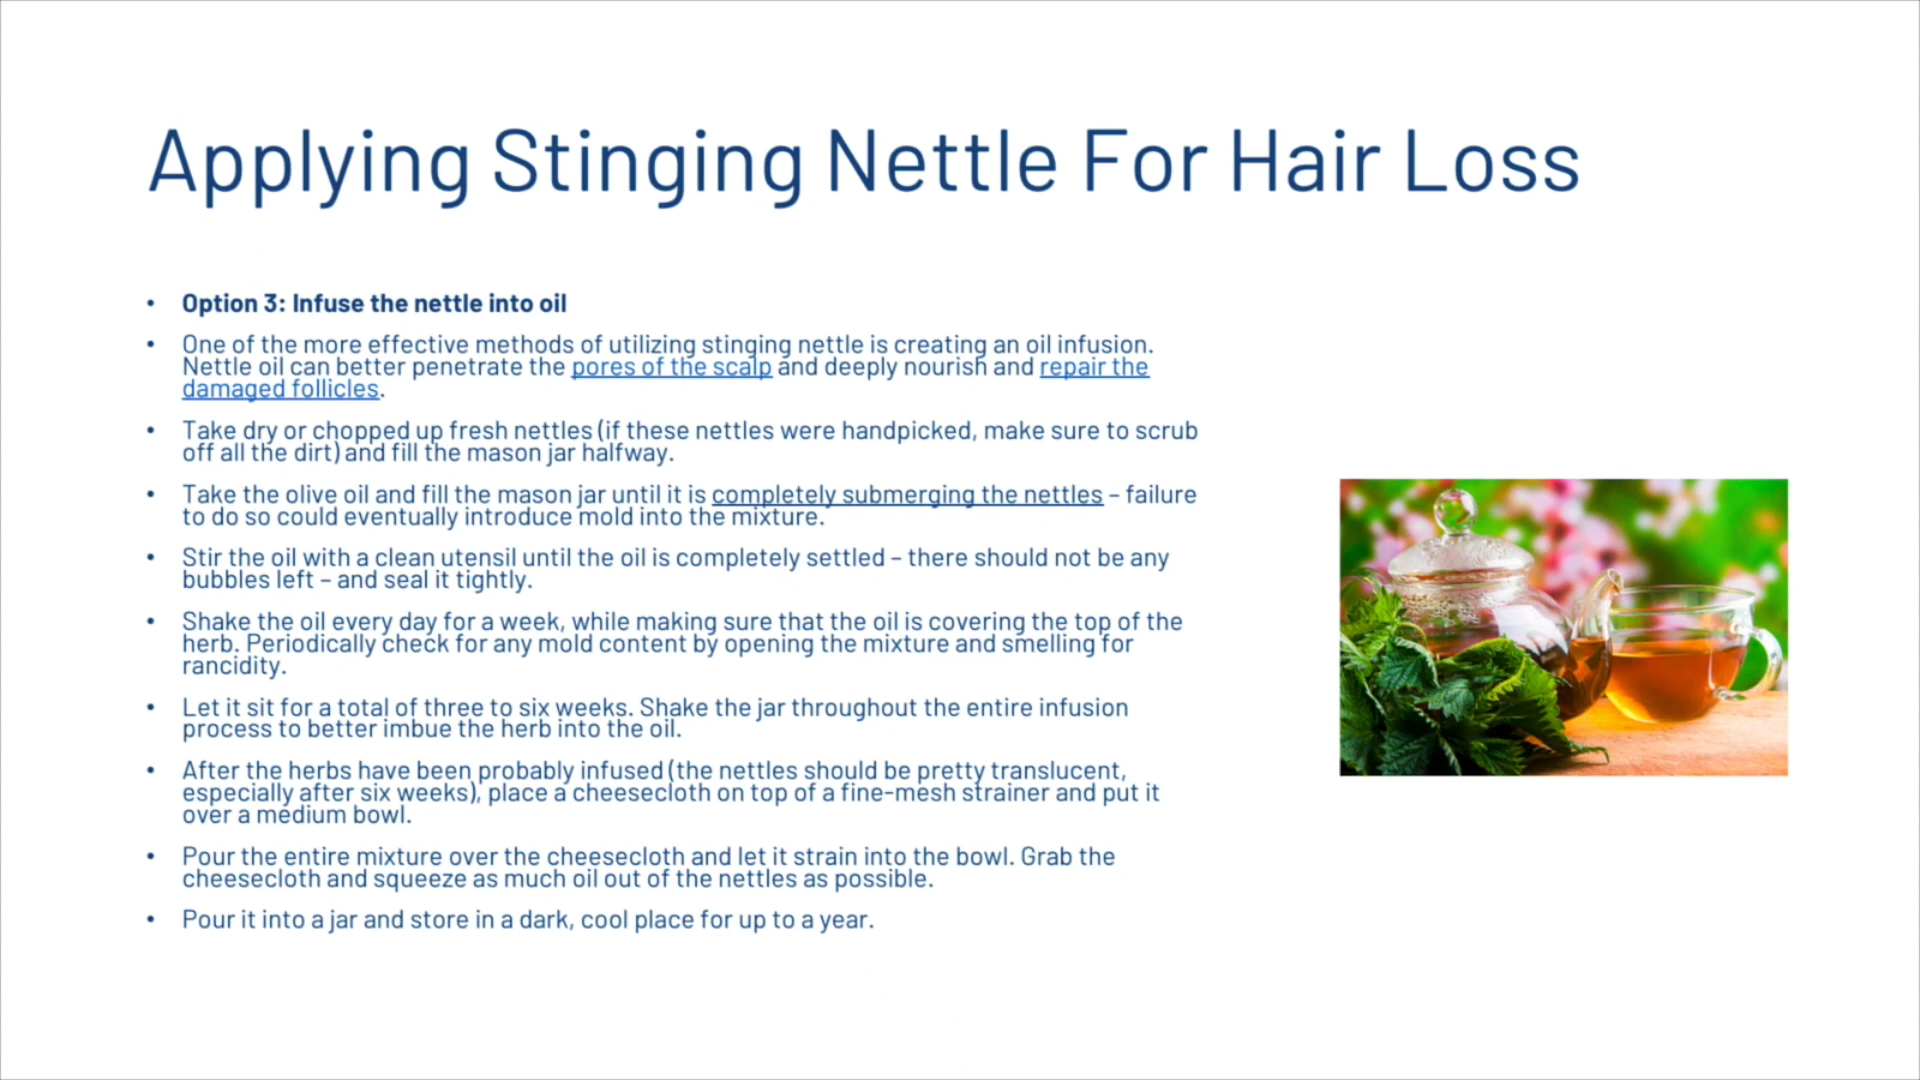 Applying Stinging Nettle For Hair Loss
• Option 3: Infuse the nettle into oil
• One of the more effective methods of utilizing stinging nettle is creating an oil infusion.
Nettle oil can better penetrate the pores of the scalp and deeply nourish and repair the
damaged follicles.
• Take dry or chopped up fresh nettles (if these nettles were handpicked, make sure to scrub
off all the dirt) and fill the mason jar halfway.
• Take the olive oil and fill the mason jar until it is completely submerging the nettles – failure
to do so could eventually introduce mold into the mixture.
• Stir the oil with a clean utensil until the oil is completely settled – there should not be any
bubbles left – and seal it tightly.
• Shake the oil every day for a week, while making sure that the oil is covering the top of the
herb. Periodically check for any mold content by opening the mixture and smelling for
rancidity.
• Let it sit for a total of three to six weeks. Shake the jar throughout the entire infusion
process to better imbue the herb into the oil.
• After the herbs have been probably infused (the nettles should be pretty translucent,
especially after six weeks), place a cheesecloth on top of a fine-mesh strainer and put it
over a medium bowl.
• Pour the entire mixture over the cheesecloth and let it strain into the bowl. Grab the
cheesecloth and squeeze as much oil out of the nettles as possible.
• Pour it into a jar and store in a dark, cool place for up to a year.